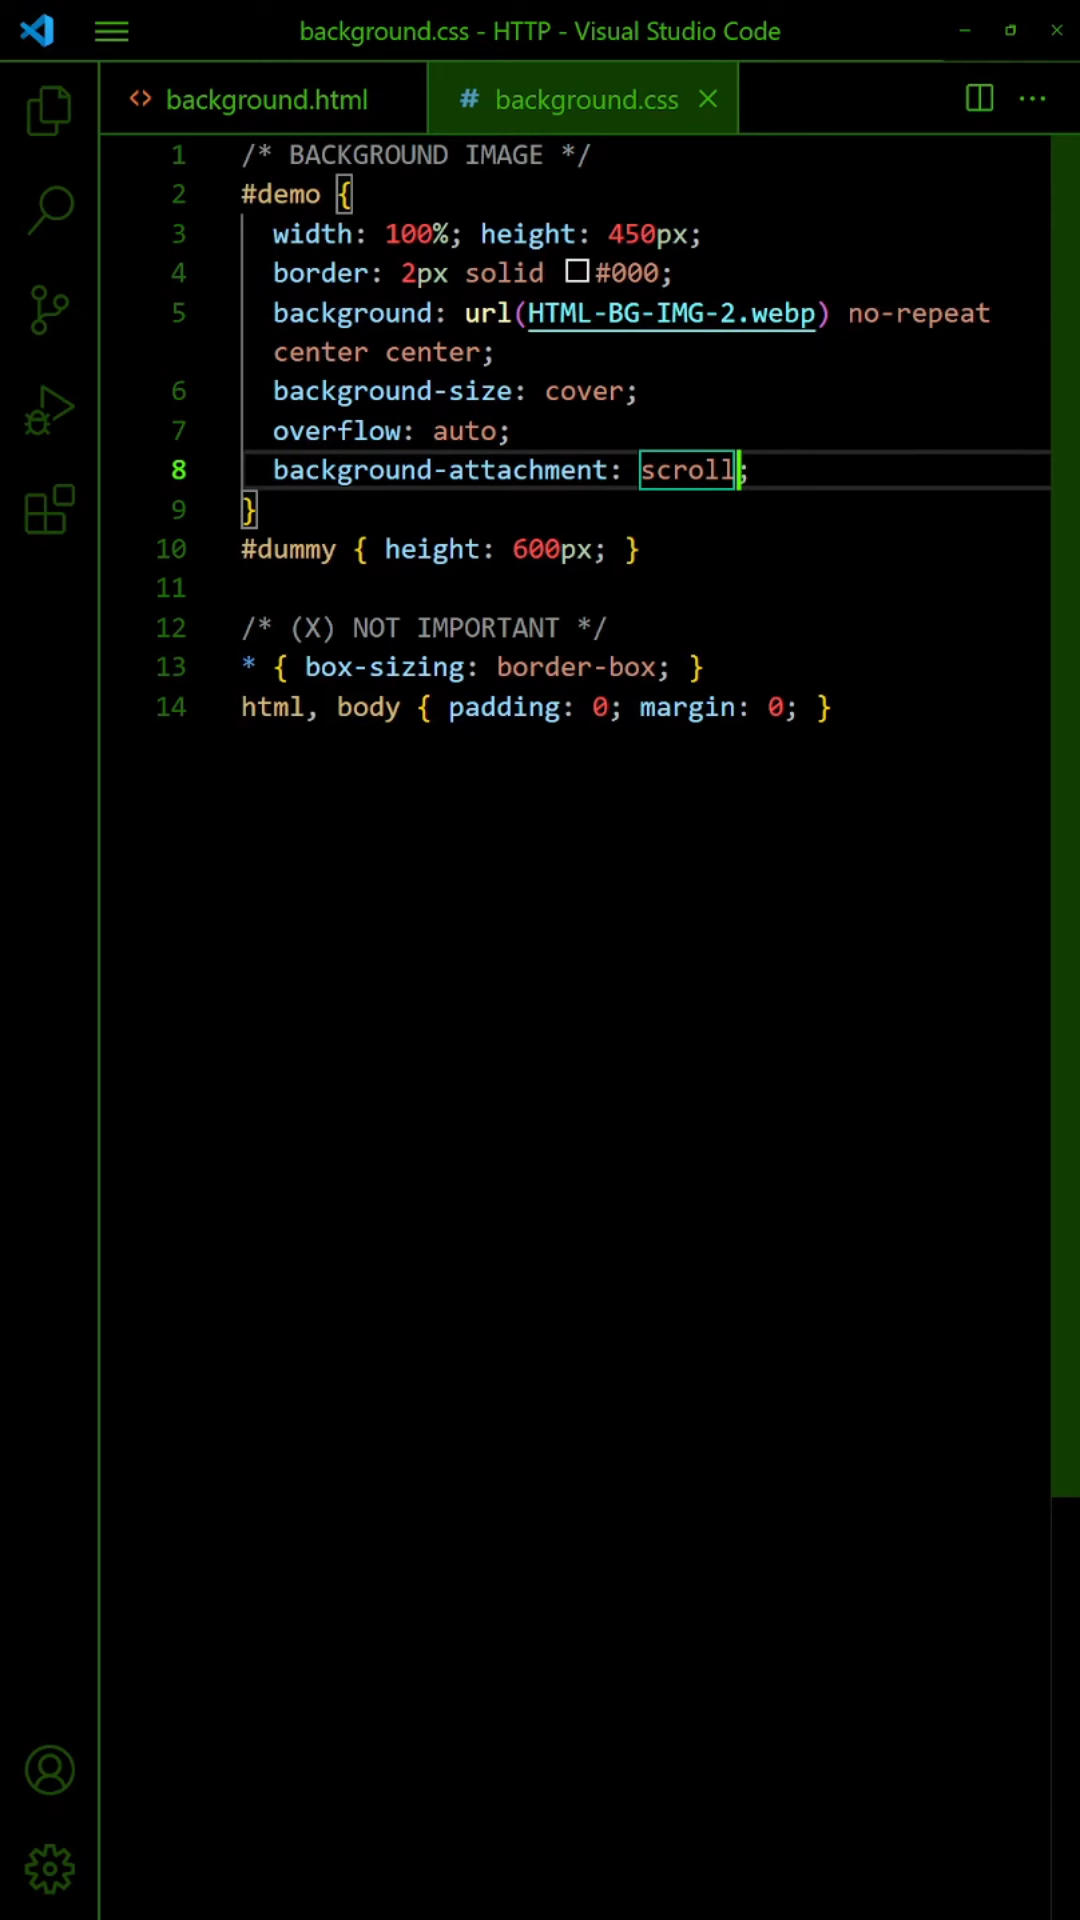 background.css - HTTP - Visual Studio Code
<> background.html
# background.css
1 /* BACKGROUND IMAGE */
2 #demo {
3 width: 100%; height: 450px;
4 border: 2px solid #000;
5 background: url(HTML-BG-IMG-2.webp) no-repeat
center center;
6 background-size: cover;
7 overflow: auto;
8 background-attachment: scroll;
9 }
10 #dummy { height: 600px; }
11
12 /* (X) NOT IMPORTANT */
13 * { box-sizing: border-box; }
14 html, body { padding: 0; margin: 0; }